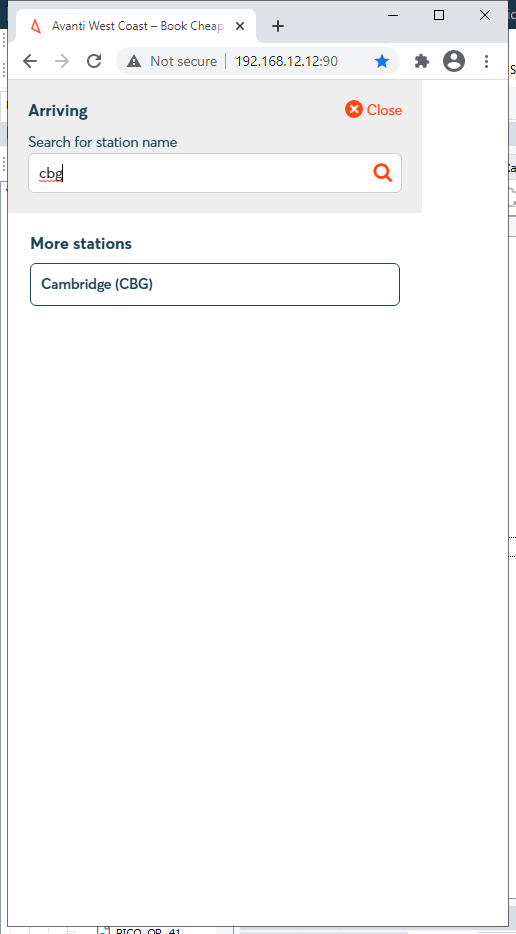 Avanti West Coast – Book Cheap
Not secure
192.168.12.12:90
Arriving
Close
Search for station name
cbg
More stations
Cambridge (CBG)